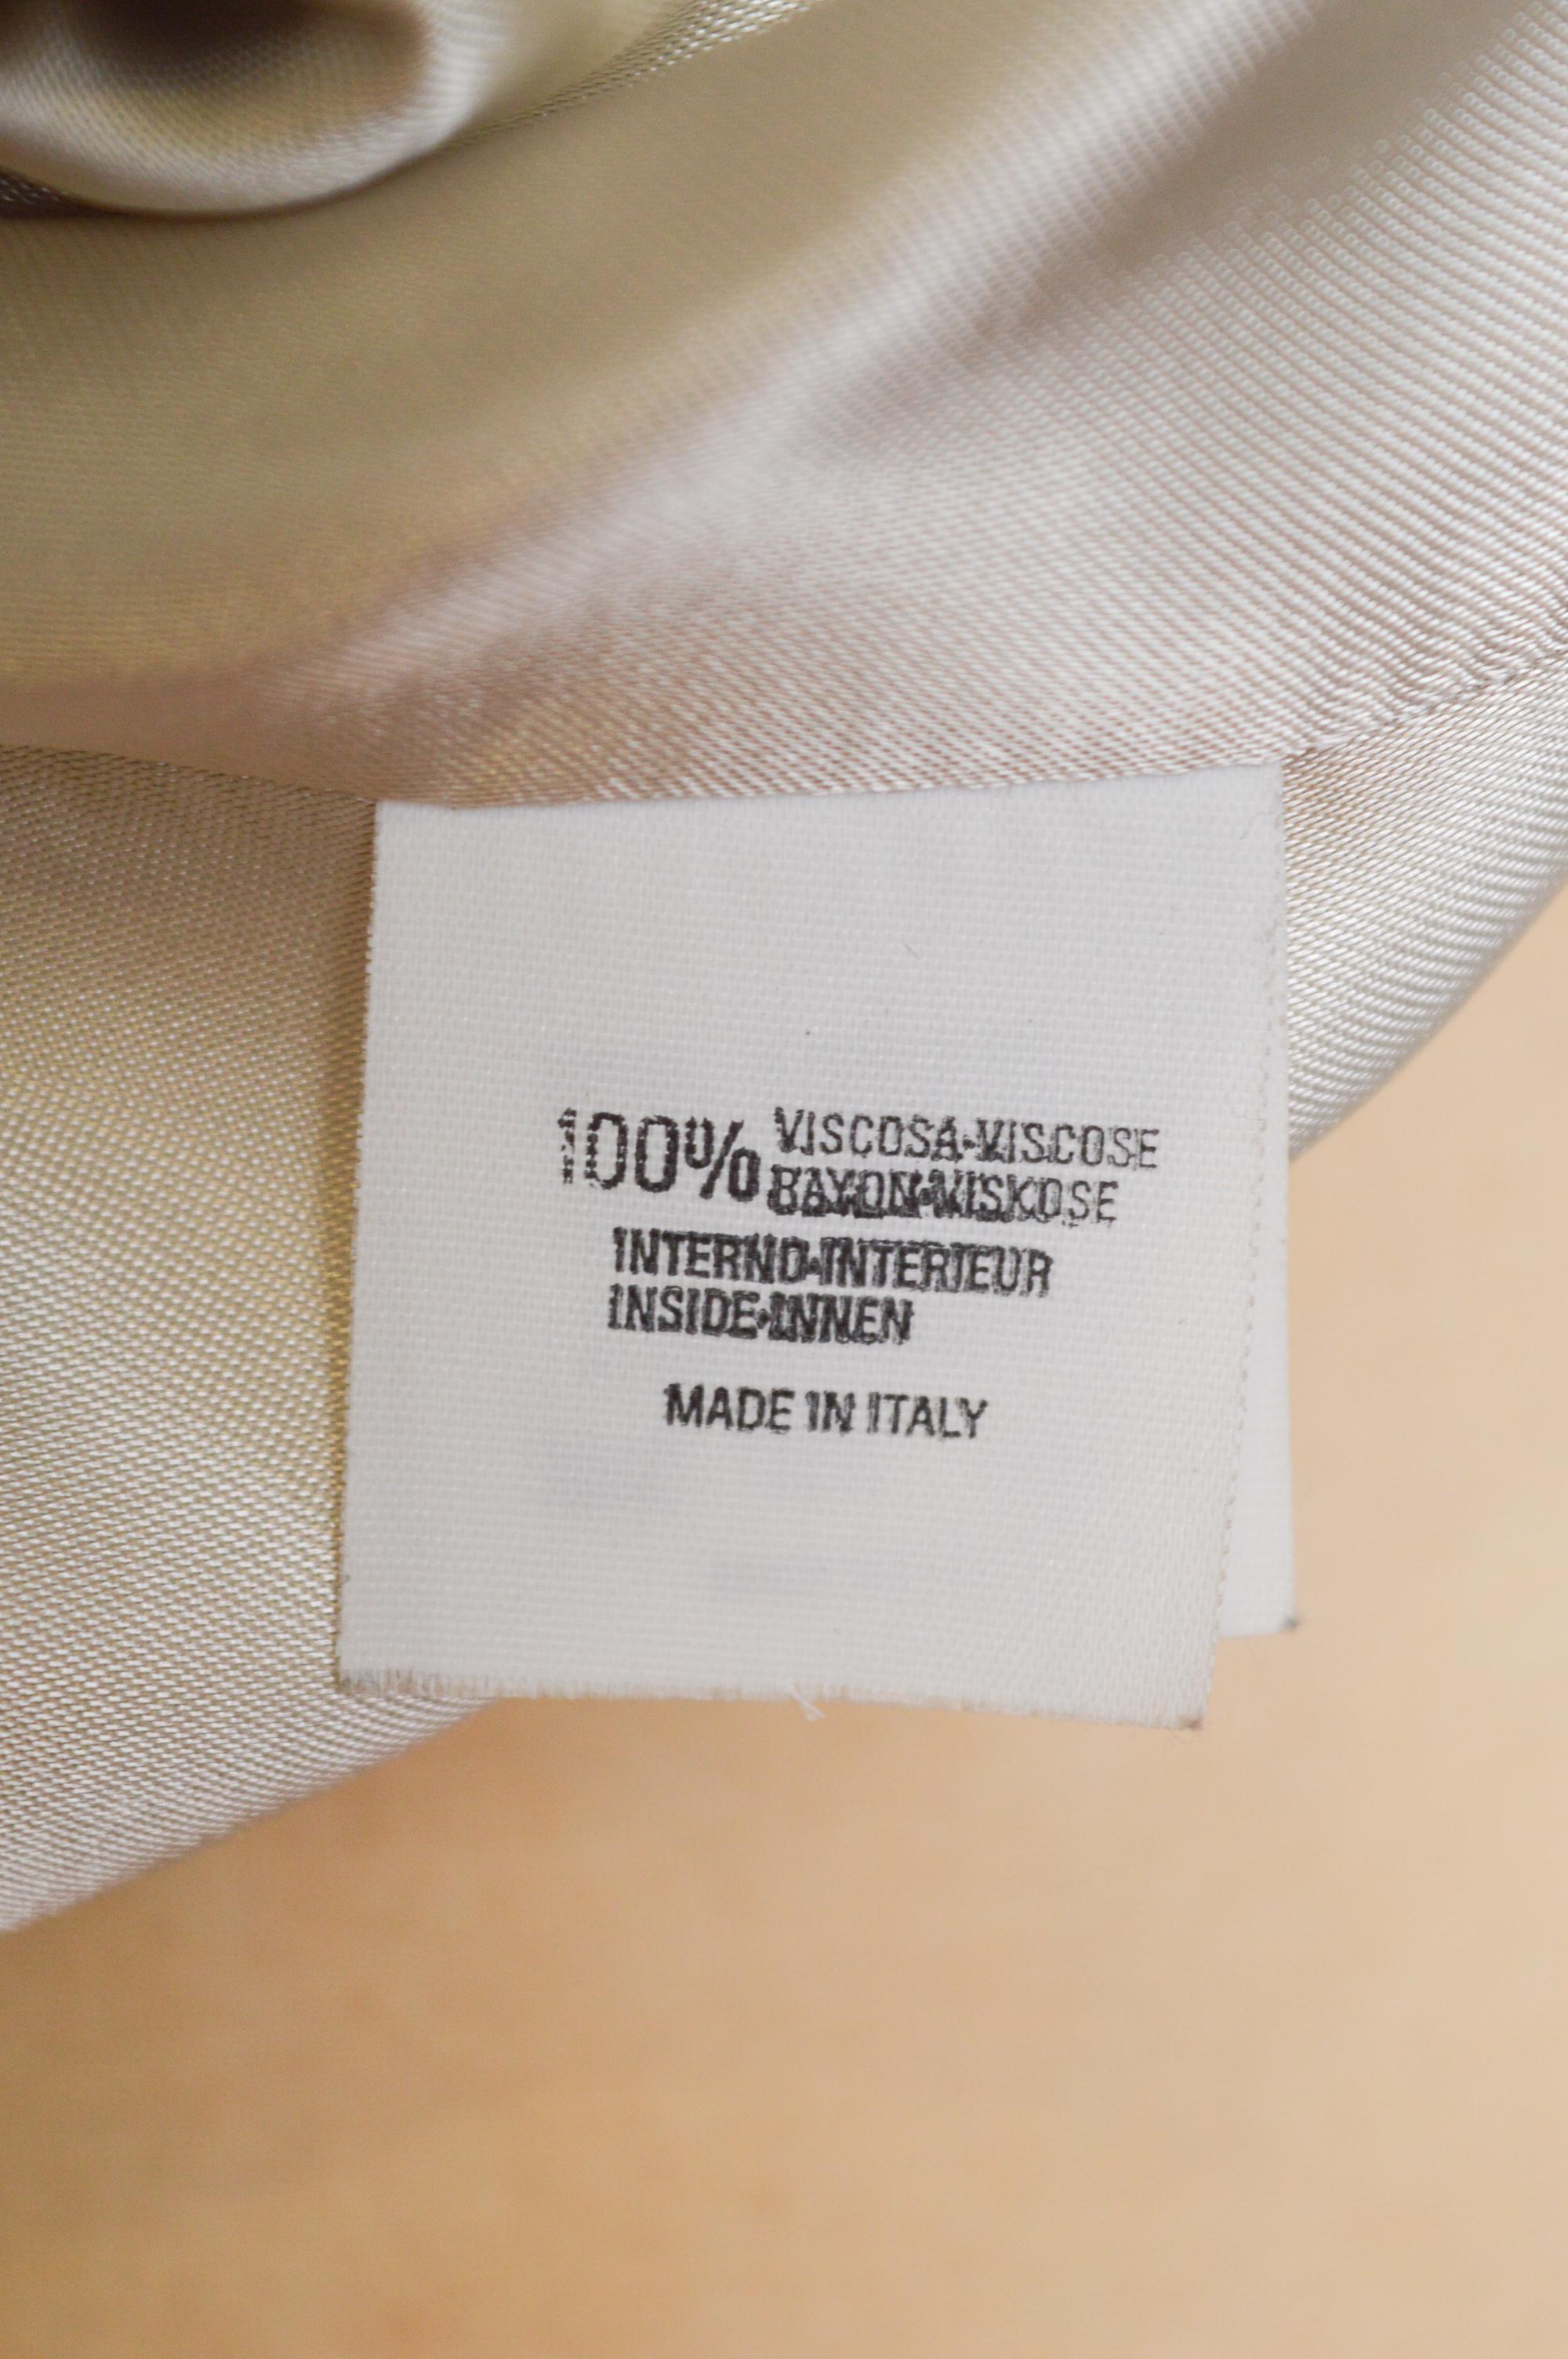 100% VISCOSA·VISCOSE
RAYON·VISKOSE
INTERNO·INTERIEUR
INSIDE·INNEN
MADE IN ITALY